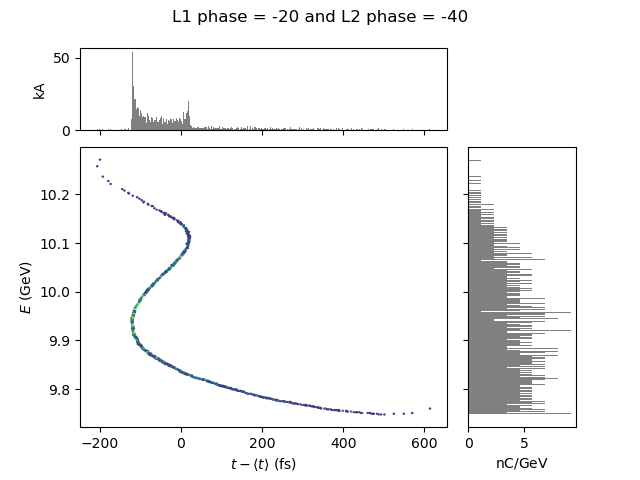 L1 phase = -20 and L2 phase = -40
50
0
kA
10.2
10.1
10.0
9.9
9.8
E (GeV)
−200 0 200 400 600
t − ⟨t⟩ (fs)
0 5
nC/GeV